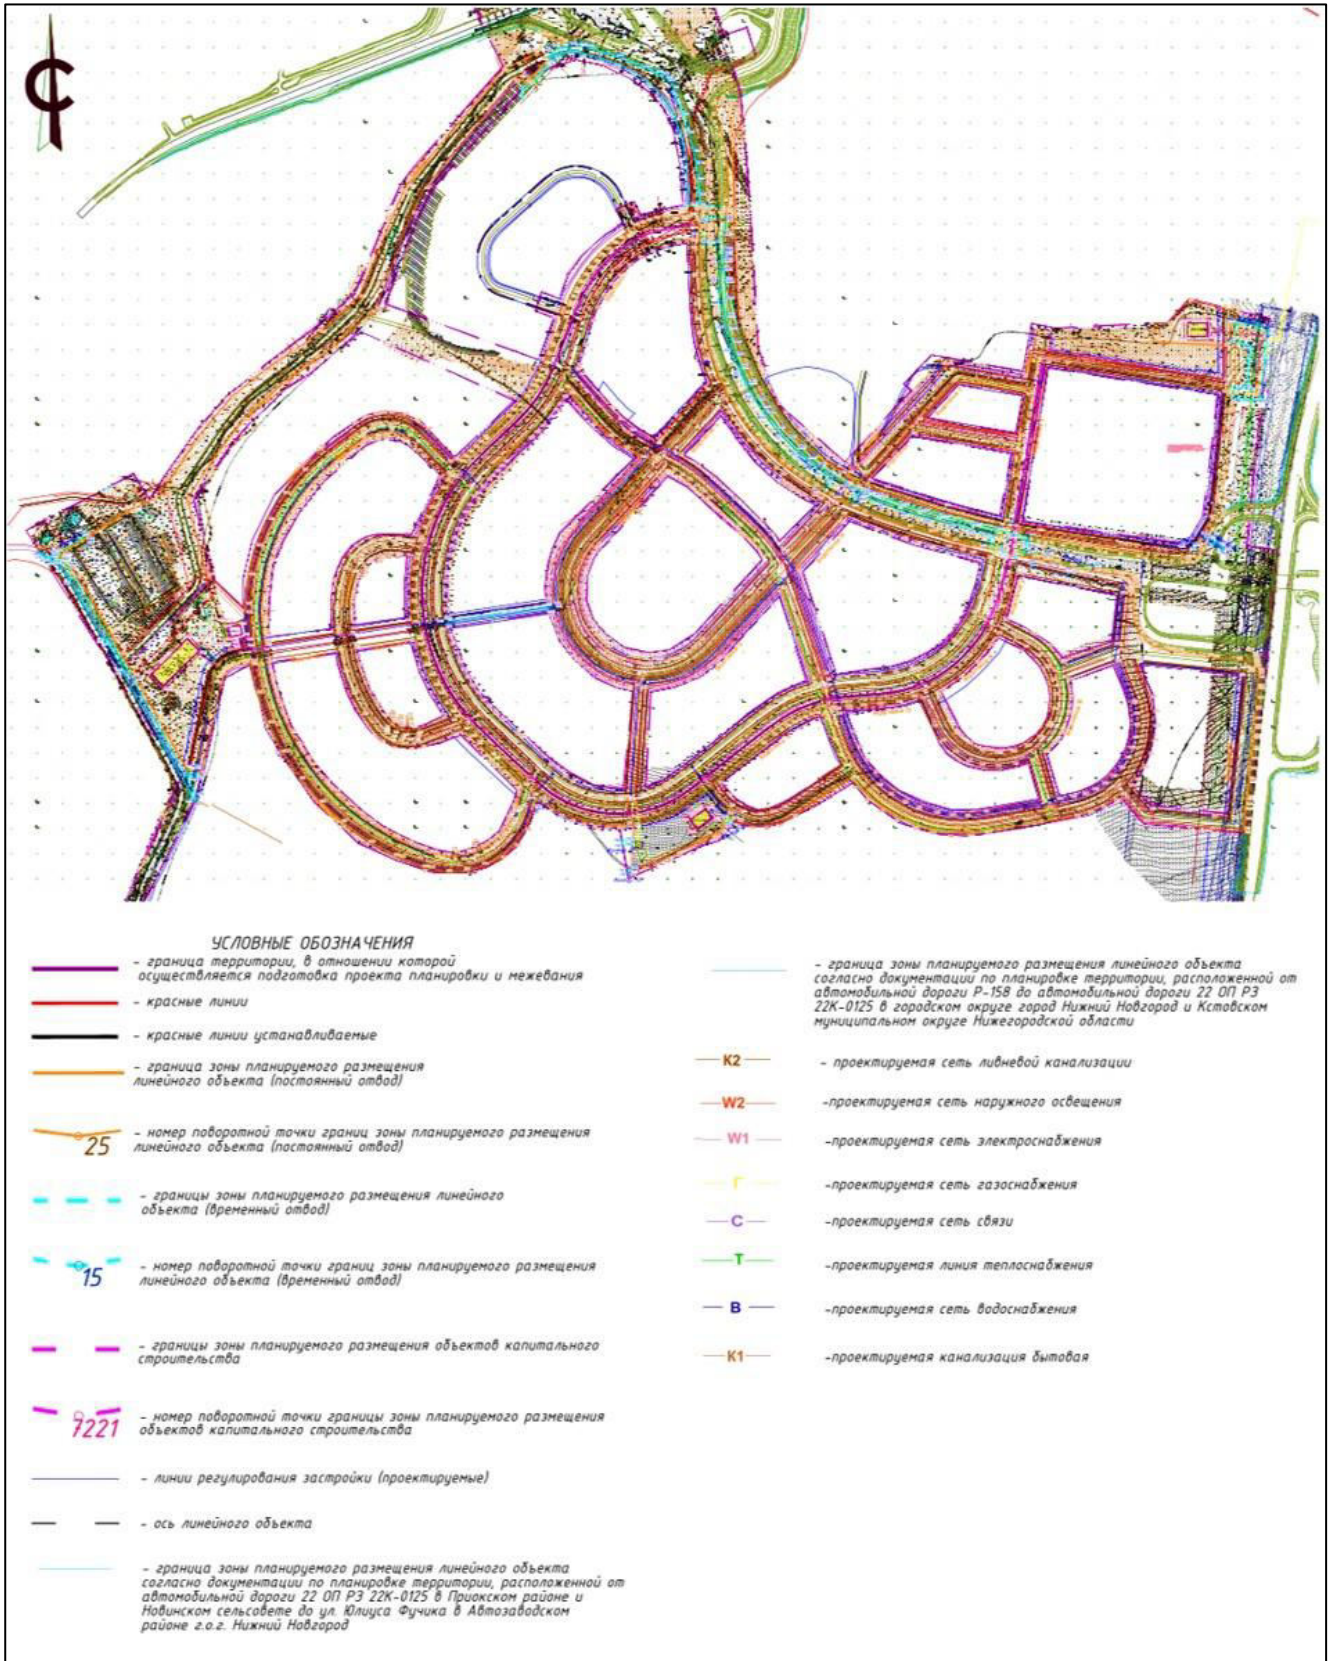 С
УСЛОВНЫЕ ОБОЗНАЧЕНИЯ
- граница территории, в отношении которой
осуществляется подготовка проекта планировки и межевания
- красные линии
- красные линии устанавливаемые
- граница зоны планируемого размещения
линейного объекта (постоянный отвод)
25
- номер поворотной точки границ зоны планируемого размещения
линейного объекта (постоянный отвод)
- границы зоны планируемого размещения линейного
объекта (временный отвод)
15
- номер поворотной точки границ зоны планируемого размещения
линейного объекта (временный отвод)
- границы зоны планируемого размещения объектов капитального
строительства
7221
- номер поворотной точки границы зоны планируемого размещения
объектов капитального строительства
- линии регулирования застройки (проектируемые)
- ось линейного объекта
- граница зоны планируемого размещения линейного объекта
согласно документации по планировке территории, расположенной от
автомобильной дороги 22 ОП РЗ 22К-0125 в Приокском районе и
Новинском сельсовете до ул. Юлиуса Фучика в Автозаводском
районе г.о.г. Нижний Новгород
- граница зоны планируемого размещения линейного объекта
согласно документации по планировке территории, расположенной от
автомобильной дороги Р-158 до автомобильной дороги 22 ОП РЗ
22К-0125 в городском округе город Нижний Новгород и Кстовском
муниципальном округе Нижегородской области
К2 - проектируемая сеть ливневой канализации
W2 -проектируемая сеть наружного освещения
W1 -проектируемая сеть электроснабжения
Г -проектируемая сеть газоснабжения
С -проектируемая сеть связи
Т -проектируемая линия теплоснабжения
В -проектируемая сеть водоснабжения
К1 -проектируемая канализация бытовая